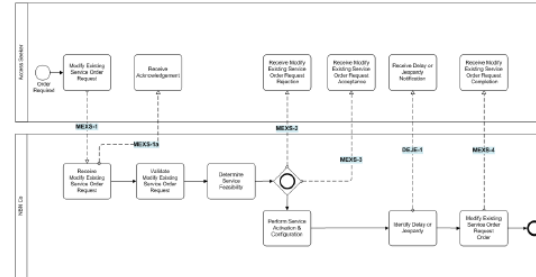 Access Seeker
Order
Required
Modify Existing
Service Order
Request
Receive
Acknowledgement
Receive Modify
Existing Service
Order Request
Rejection
Receive Modify
Existing Service
Order Request
Acceptance
Receive Delay or
Jeopardy
Notification
Receive Modify
Existing Service
Order Request
Completion
MEXS-1
MEXS-1a
MEXS-2
MEXS-3
DEJE-1
MEXS-4
NBN Co
Receive
Modify Existing
Service Order
Request
Validate
Modify Existing
Service Order
Request
Determine
Service
Feasibility
Perform Service
Activation &
Configuration
Identify Delay or
Jeopardy
Modify Existing
Service Order
Request
Order